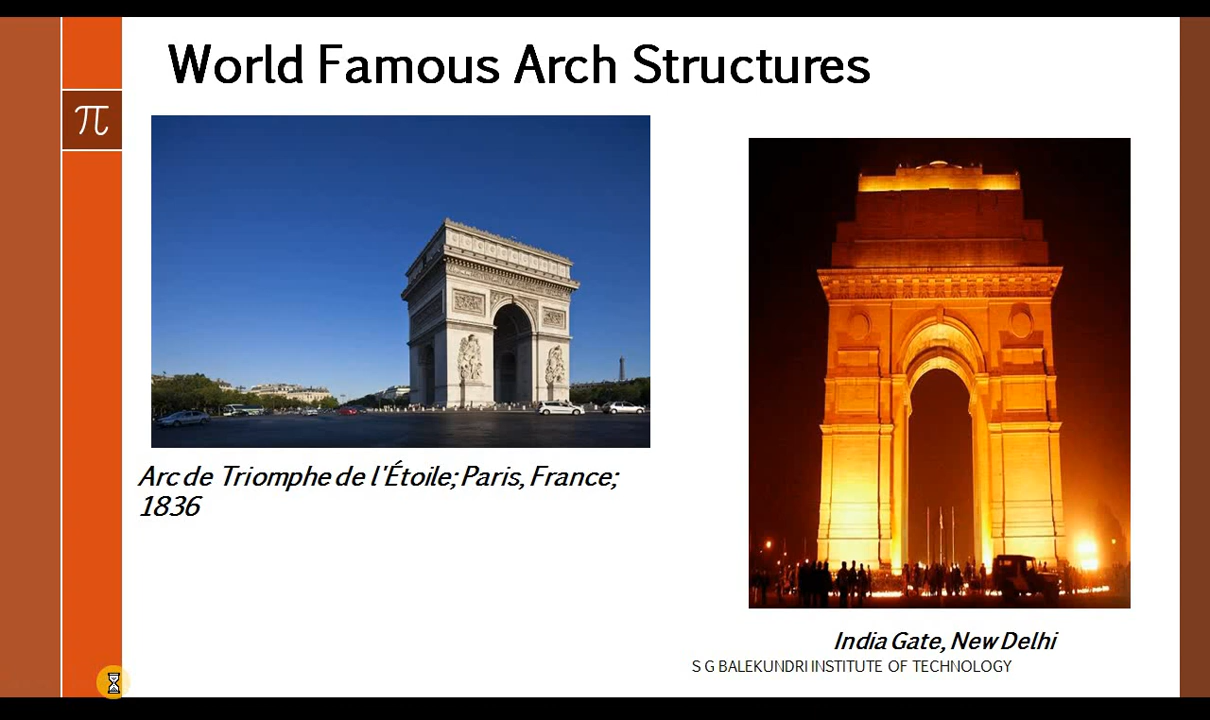 World Famous Arch Structures
π
Arc de Triomphe de l'Étoile; Paris, France;
1836
India Gate, New Delhi
S G BALEKUNDRI INSTITUTE OF TECHNOLOGY